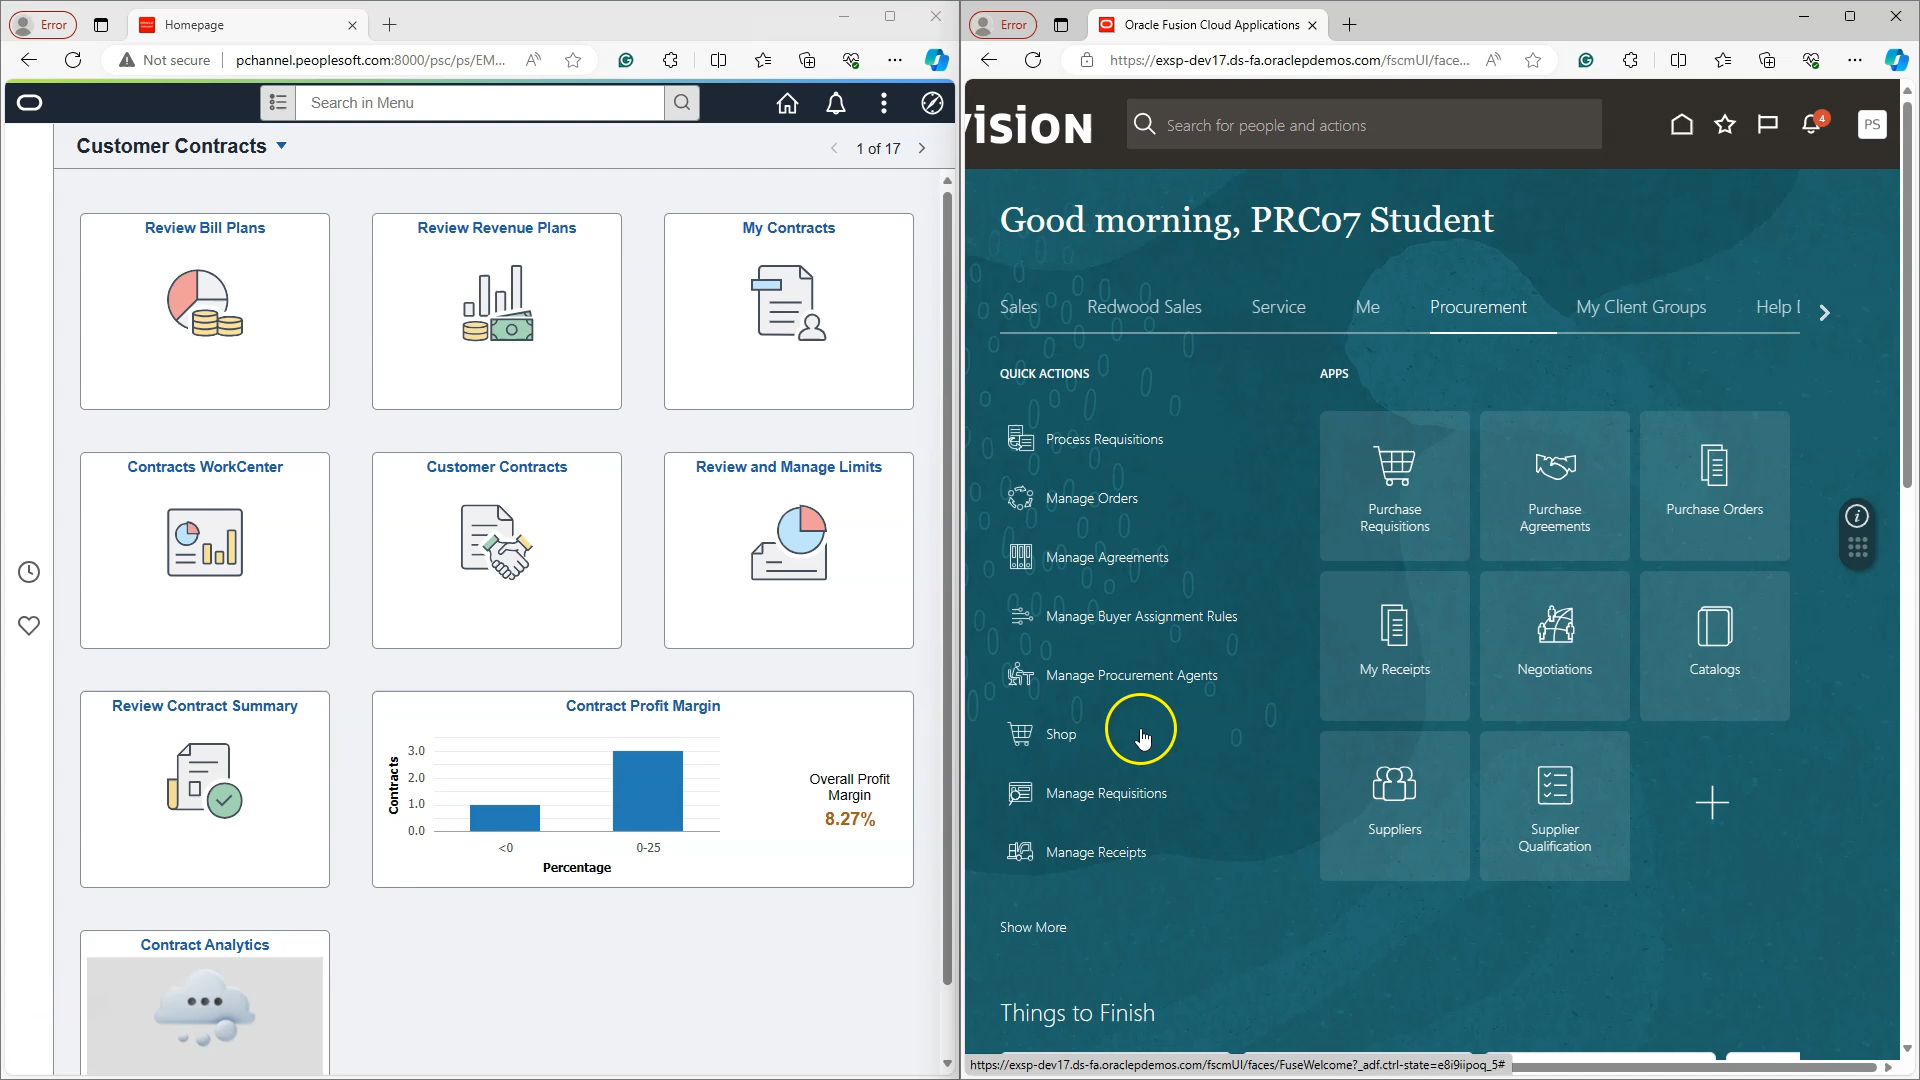 Error
Homepage
Not secure
pchannel.peoplesoft.com:8000/psc/ps/EM...
Search in Menu
Customer Contracts
1 of 17
Review Bill Plans
Review Revenue Plans
My Contracts
Contracts WorkCenter
Customer Contracts
Review and Manage Limits
Review Contract Summary
Contract Profit Margin
Contracts
3.0
2.0
1.0
0.0
<0
0-25
Percentage
Overall Profit
Margin
8.27%
Contract Analytics
Error
Oracle Fusion Cloud Applications
https://exsp-dev17.ds-fa.oraclepdemos.com/fscmUI/face...
Search for people and actions
4
PS
Good morning, PRC07 Student
Sales
Redwood Sales
Service
Me
Procurement
My Client Groups
Help
QUICK ACTIONS
Process Requisitions
Manage Orders
Manage Agreements
Manage Buyer Assignment Rules
Manage Procurement Agents
Shop
Manage Requisitions
Manage Receipts
Show More
APPS
Purchase
Requisitions
Purchase
Agreements
Purchase Orders
My Receipts
Negotiations
Catalogs
Suppliers
Supplier
Qualification
Things to Finish
https://exsp-dev17.ds-fa.oraclepdemos.com/fscmUI/faces/FuseWelcome?_adf.ctrl-state=e8i9iipoq_5#